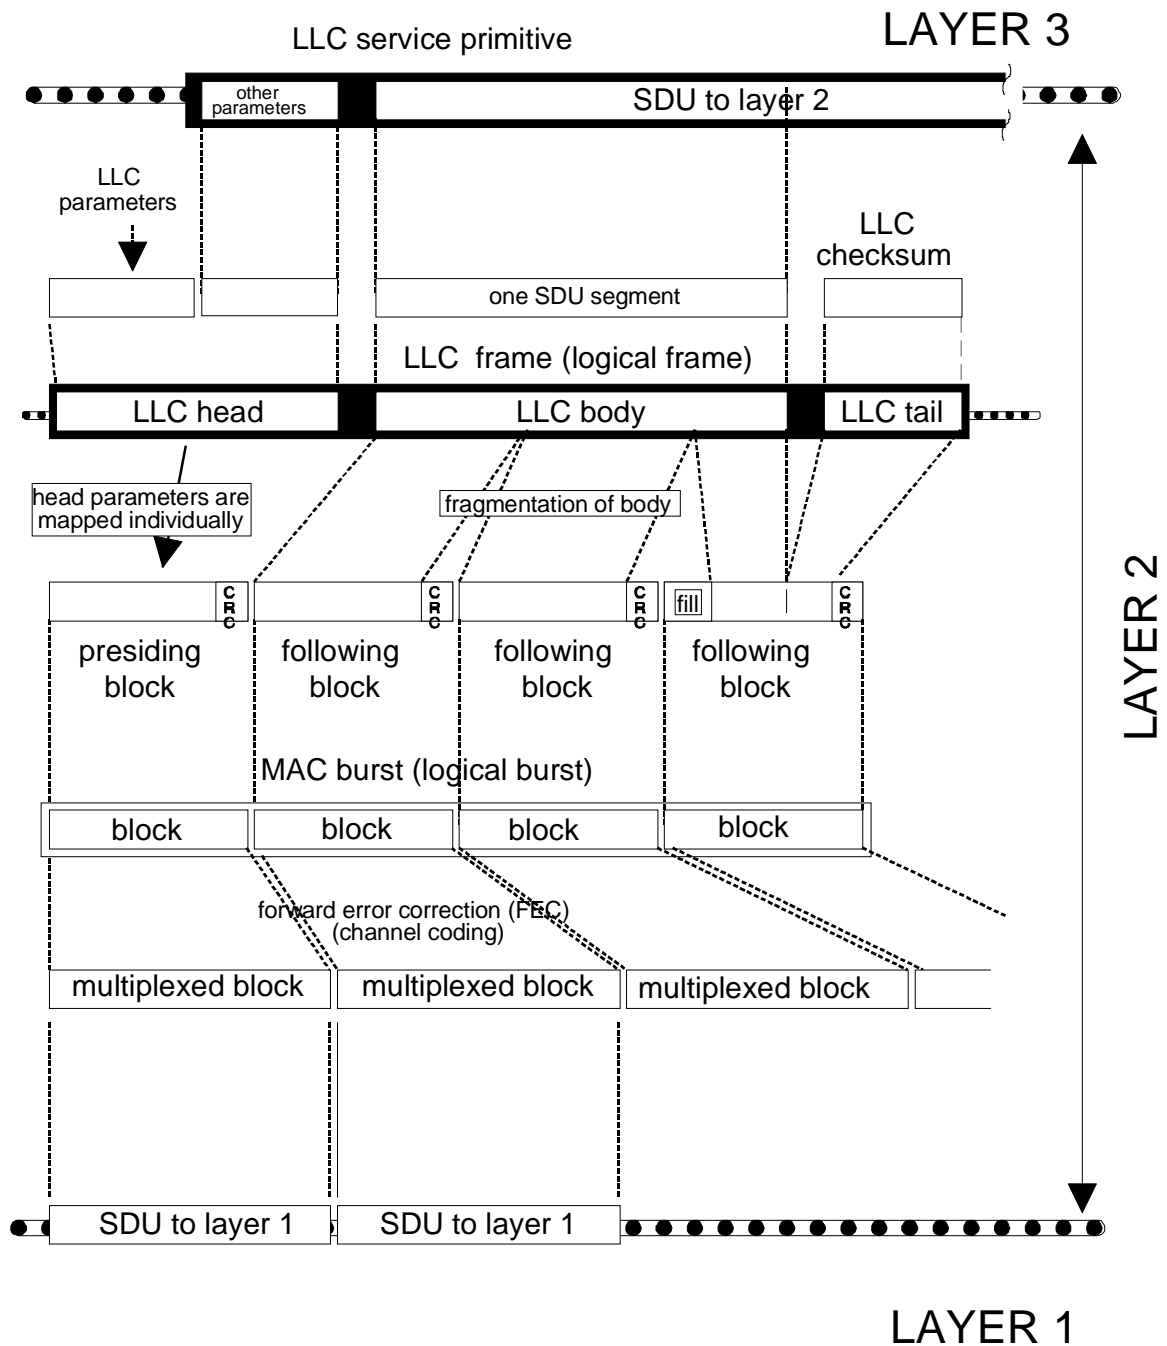 LAYER 3
LLC service primitive
other
parameters
SDU to layer 2
LLC
parameters
LLC
checksum
one SDU segment
LLC frame (logical frame)
LLC head
LLC body
LLC tail
head parameters are
mapped individually
fragmentation of body
CRC
CRC
CRC
fill
CRC
presiding
block
following
block
following
block
following
block
LAYER 2
MAC burst (logical burst)
block
block
block
block
forward error correction (FEC)
(channel coding)
multiplexed block
multiplexed block
multiplexed block
SDU to layer 1
SDU to layer 1
LAYER 1